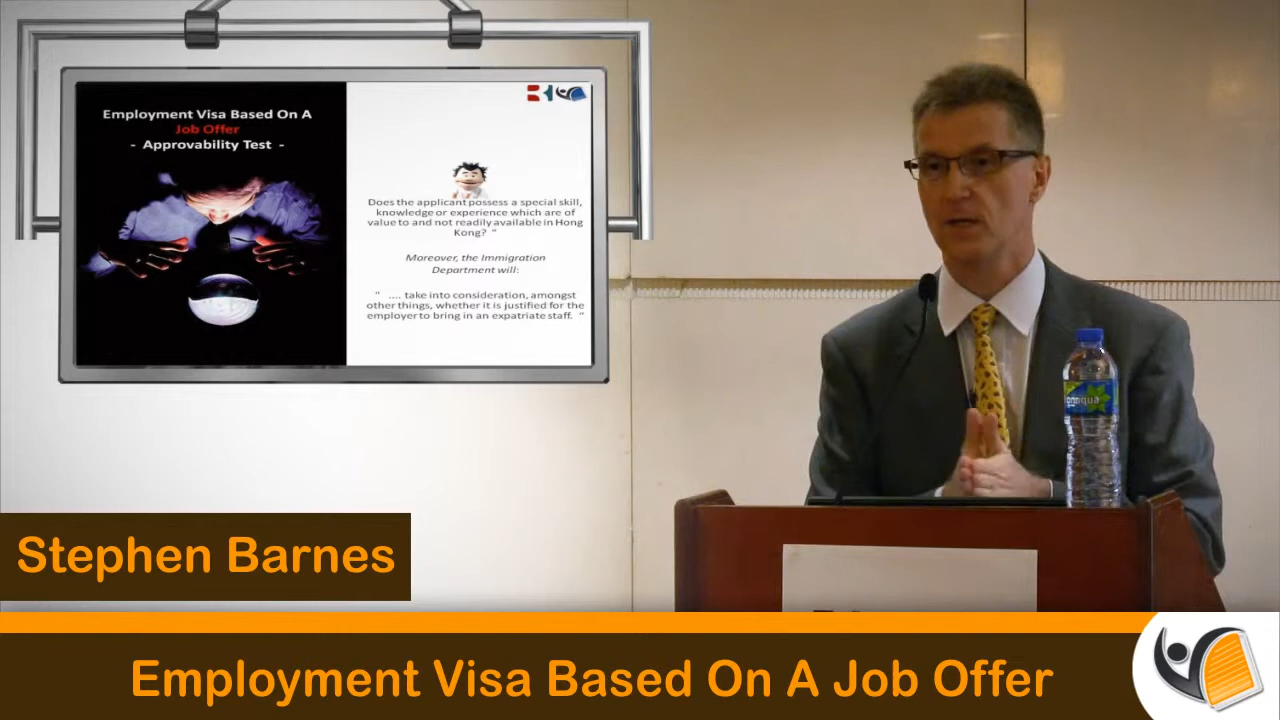 Employment Visa Based On A
Job Offer
- Approvability Test -
Does the applicant possess a special skill,
knowledge or experience which are of
value to and not readily available in Hong
Kong? "
Moreover, the Immigration
Department will:
" .... take into consideration, amongst
other things, whether it is justified for the
employer to bring in an expatriate staff. "
Stephen Barnes
Employment Visa Based On A Job Offer